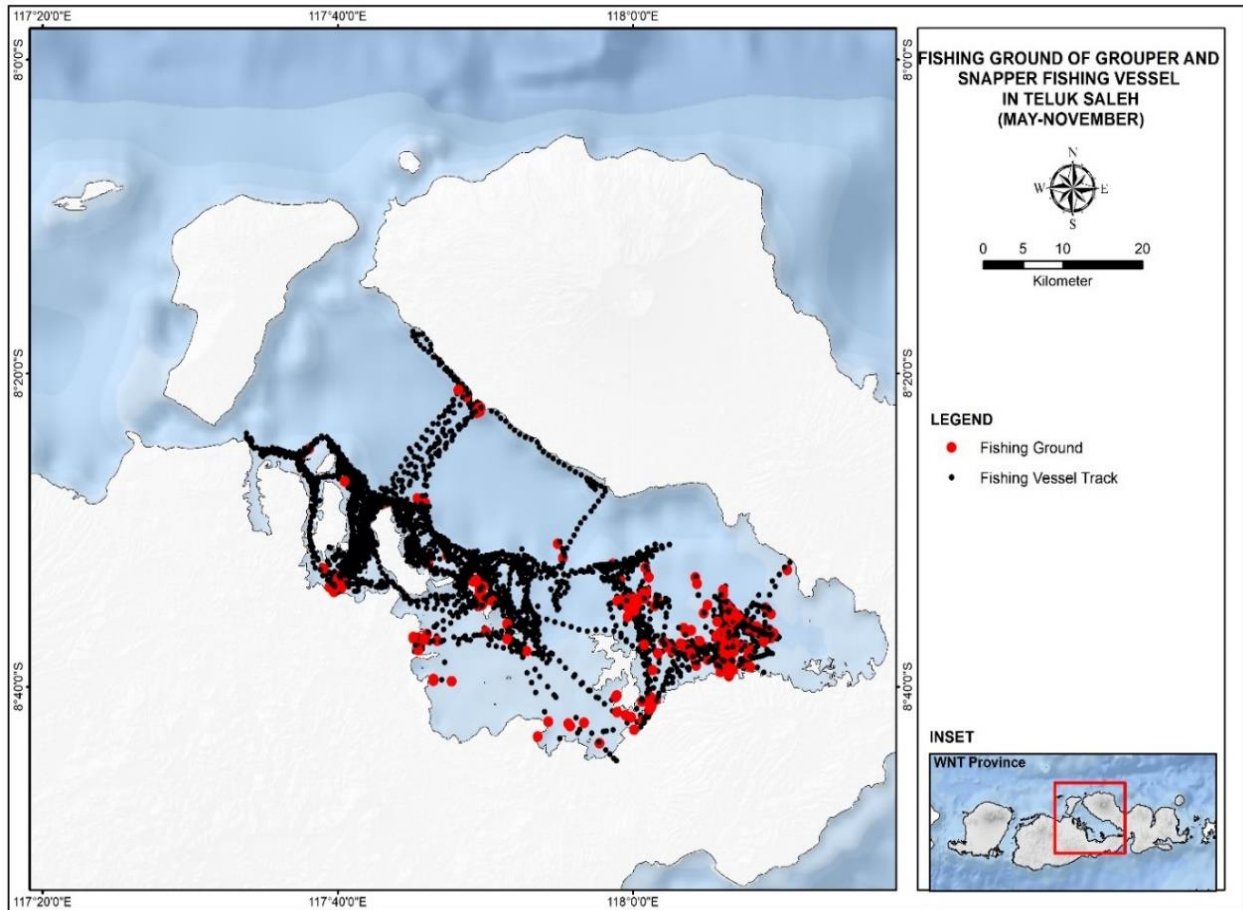 117°20'0"E
117°40'0"E
118°0'0"E
8°0'0"S
8°0'0"S
8°20'0"S
8°20'0"S
8°40'0"S
8°40'0"S
117°20'0"E
117°40'0"E
118°0'0"E
FISHING GROUND OF GROUPER AND
SNAPPER FISHING VESSEL
IN TELUK SALEH
(MAY-NOVEMBER)
N
W E
S
0 5 10 20
Kilometer
LEGEND
Fishing Ground
Fishing Vessel Track
INSET
WNT Province